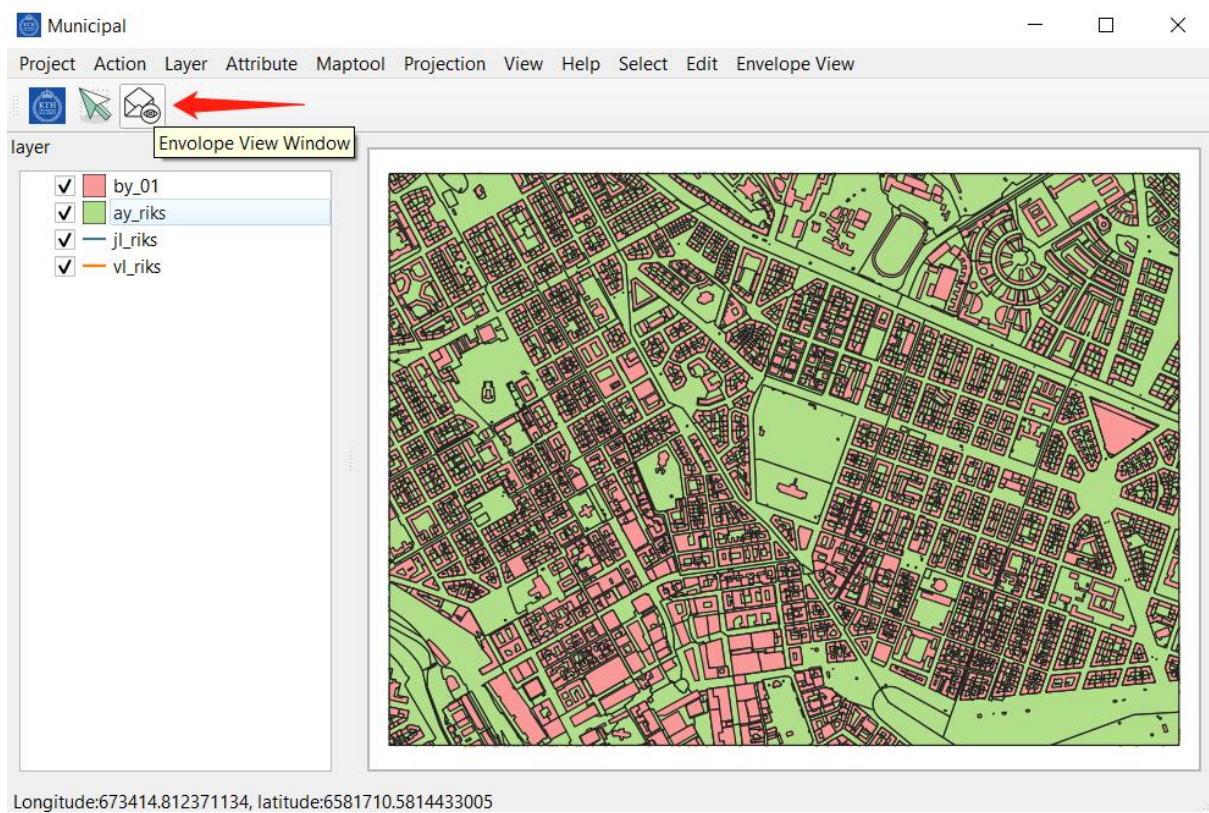 Municipal
Project Action Layer Attribute Maptool Projection View Help Select Edit Envelope View
KTH
Envolope View Window
layer
by_01
ay_riks
jl_riks
vl_riks
Longitude:673414.812371134, latitude:6581710.5814433005